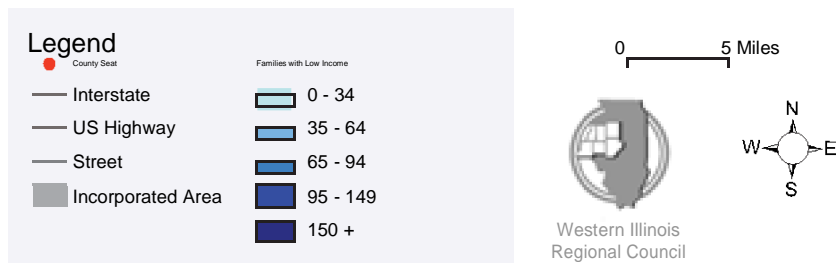 Legend
County Seat
Families with Low Income
Interstate
0 - 34
US Highway
35 - 64
Street
65 - 94
Incorporated Area
95 - 149
150 +
0 5 Miles
N
W E
S
Western Illinois
Regional Council